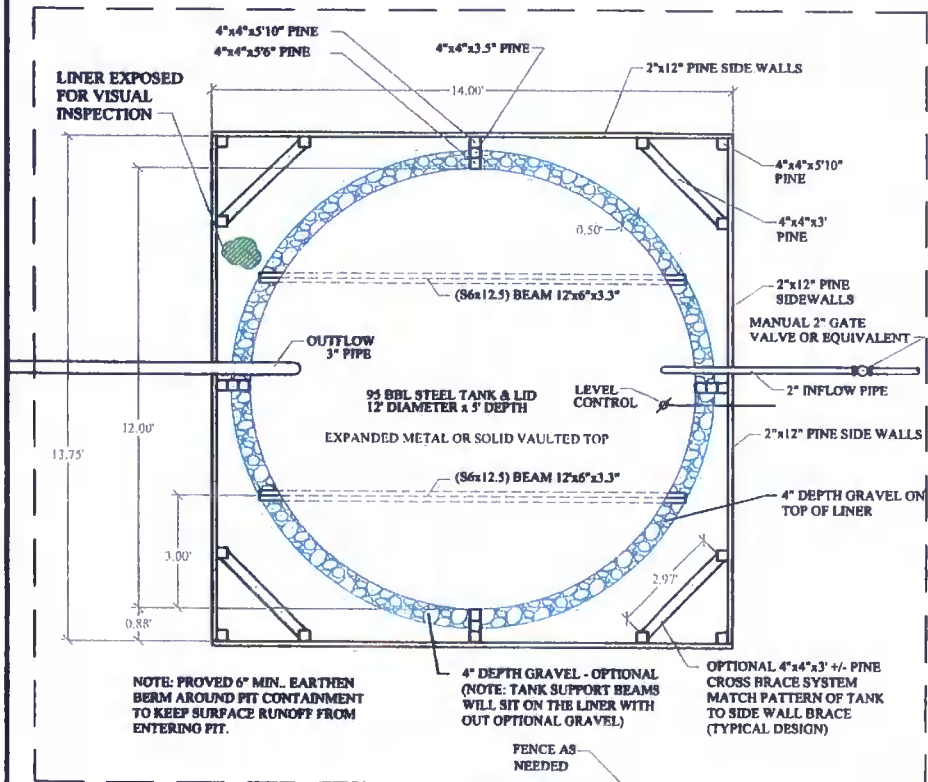 4"x4"x5'10" PINE
4"x4"x5'6" PINE
4"x4"x3.5" PINE
2"x12" PINE SIDE WALLS
LINER EXPOSED
FOR VISUAL
INSPECTION
14.00'
4"x4"x5'10"
PINE
4"x4"x3'
PINE
0.50'
(S6x12.5) BEAM 12'x6"x3.3"
2"x12" PINE
SIDEWALLS
MANUAL 2" GATE
VALVE OR EQUIVALENT
OUTFLOW
3" PIPE
95 BBL STEEL TANK & LID
12' DIAMETER x 5' DEPTH
LEVEL
CONTROL
2" INFLOW PIPE
12.00'
13.75'
EXPANDED METAL OR SOLID VAULTED TOP
2"x12" PINE SIDE WALLS
(S6x12.5) BEAM 12'x6"x3.3"
4" DEPTH GRAVEL ON
TOP OF LINER
3.00'
2.97'
0.88'
NOTE: PROVED 6" MIN.. EARTHEN
BERM AROUND PIT CONTAINMENT
TO KEEP SURFACE RUNOFF FROM
ENTERING PIT.
4" DEPTH GRAVEL - OPTIONAL
(NOTE: TANK SUPPORT BEAMS
WILL SIT ON THE LINER WITH
OUT OPTIONAL GRAVEL)
OPTIONAL 4"x4"x3' +/- PINE
CROSS BRACE SYSTEM
MATCH PATTERN OF TANK
TO SIDE WALL BRACE
(TYPICAL DESIGN)
FENCE AS
NEEDED